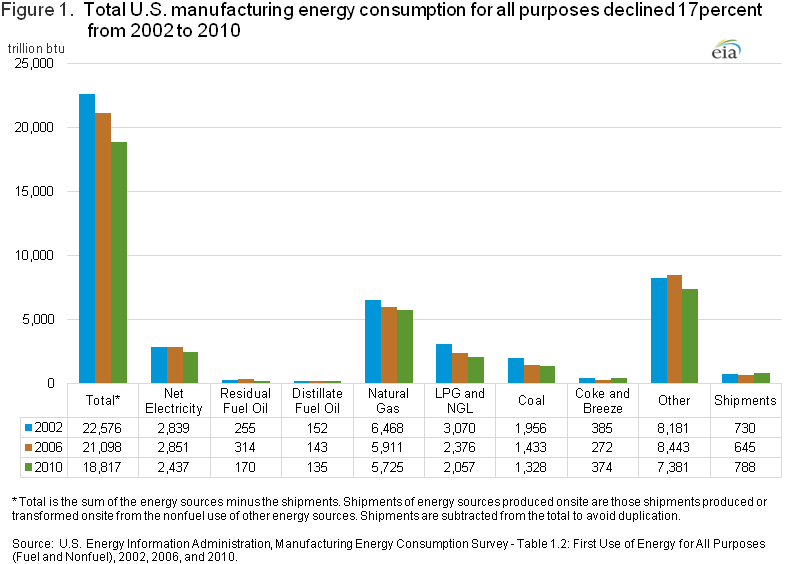 Figure 1. Total U.S. manufacturing energy consumption for all purposes declined 17percent
from 2002 to 2010
trillion btu
eia
25,000
20,000
15,000
10,000
5,000
0
Total* Net Electricity Residual Fuel Oil Distillate Fuel Oil Natural Gas LPG and NGL Coal Coke and Breeze Other Shipments
2002 22,576 2,839 255 152 6,468 3,070 1,956 385 8,181 730
2006 21,098 2,851 314 143 5,911 2,376 1,433 272 8,443 645
2010 18,817 2,437 170 135 5,725 2,057 1,328 374 7,381 788
* Total is the sum of the energy sources minus the shipments. Shipments of energy sources produced onsite are those shipments produced or
transformed onsite from the nonfuel use of other energy sources. Shipments are subtracted from the total to avoid duplication.
Source: U.S. Energy Information Administration, Manufacturing Energy Consumption Survey - Table 1.2: First Use of Energy for All Purposes
(Fuel and Nonfuel), 2002, 2006, and 2010.